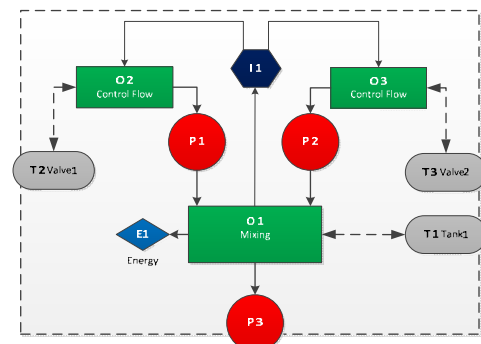 I1
O2
Control Flow
O3
Control Flow
P1
P2
T2 Valve1
T3 Valve2
O1
Mixing
E1
Energy
T1 Tank1
P3